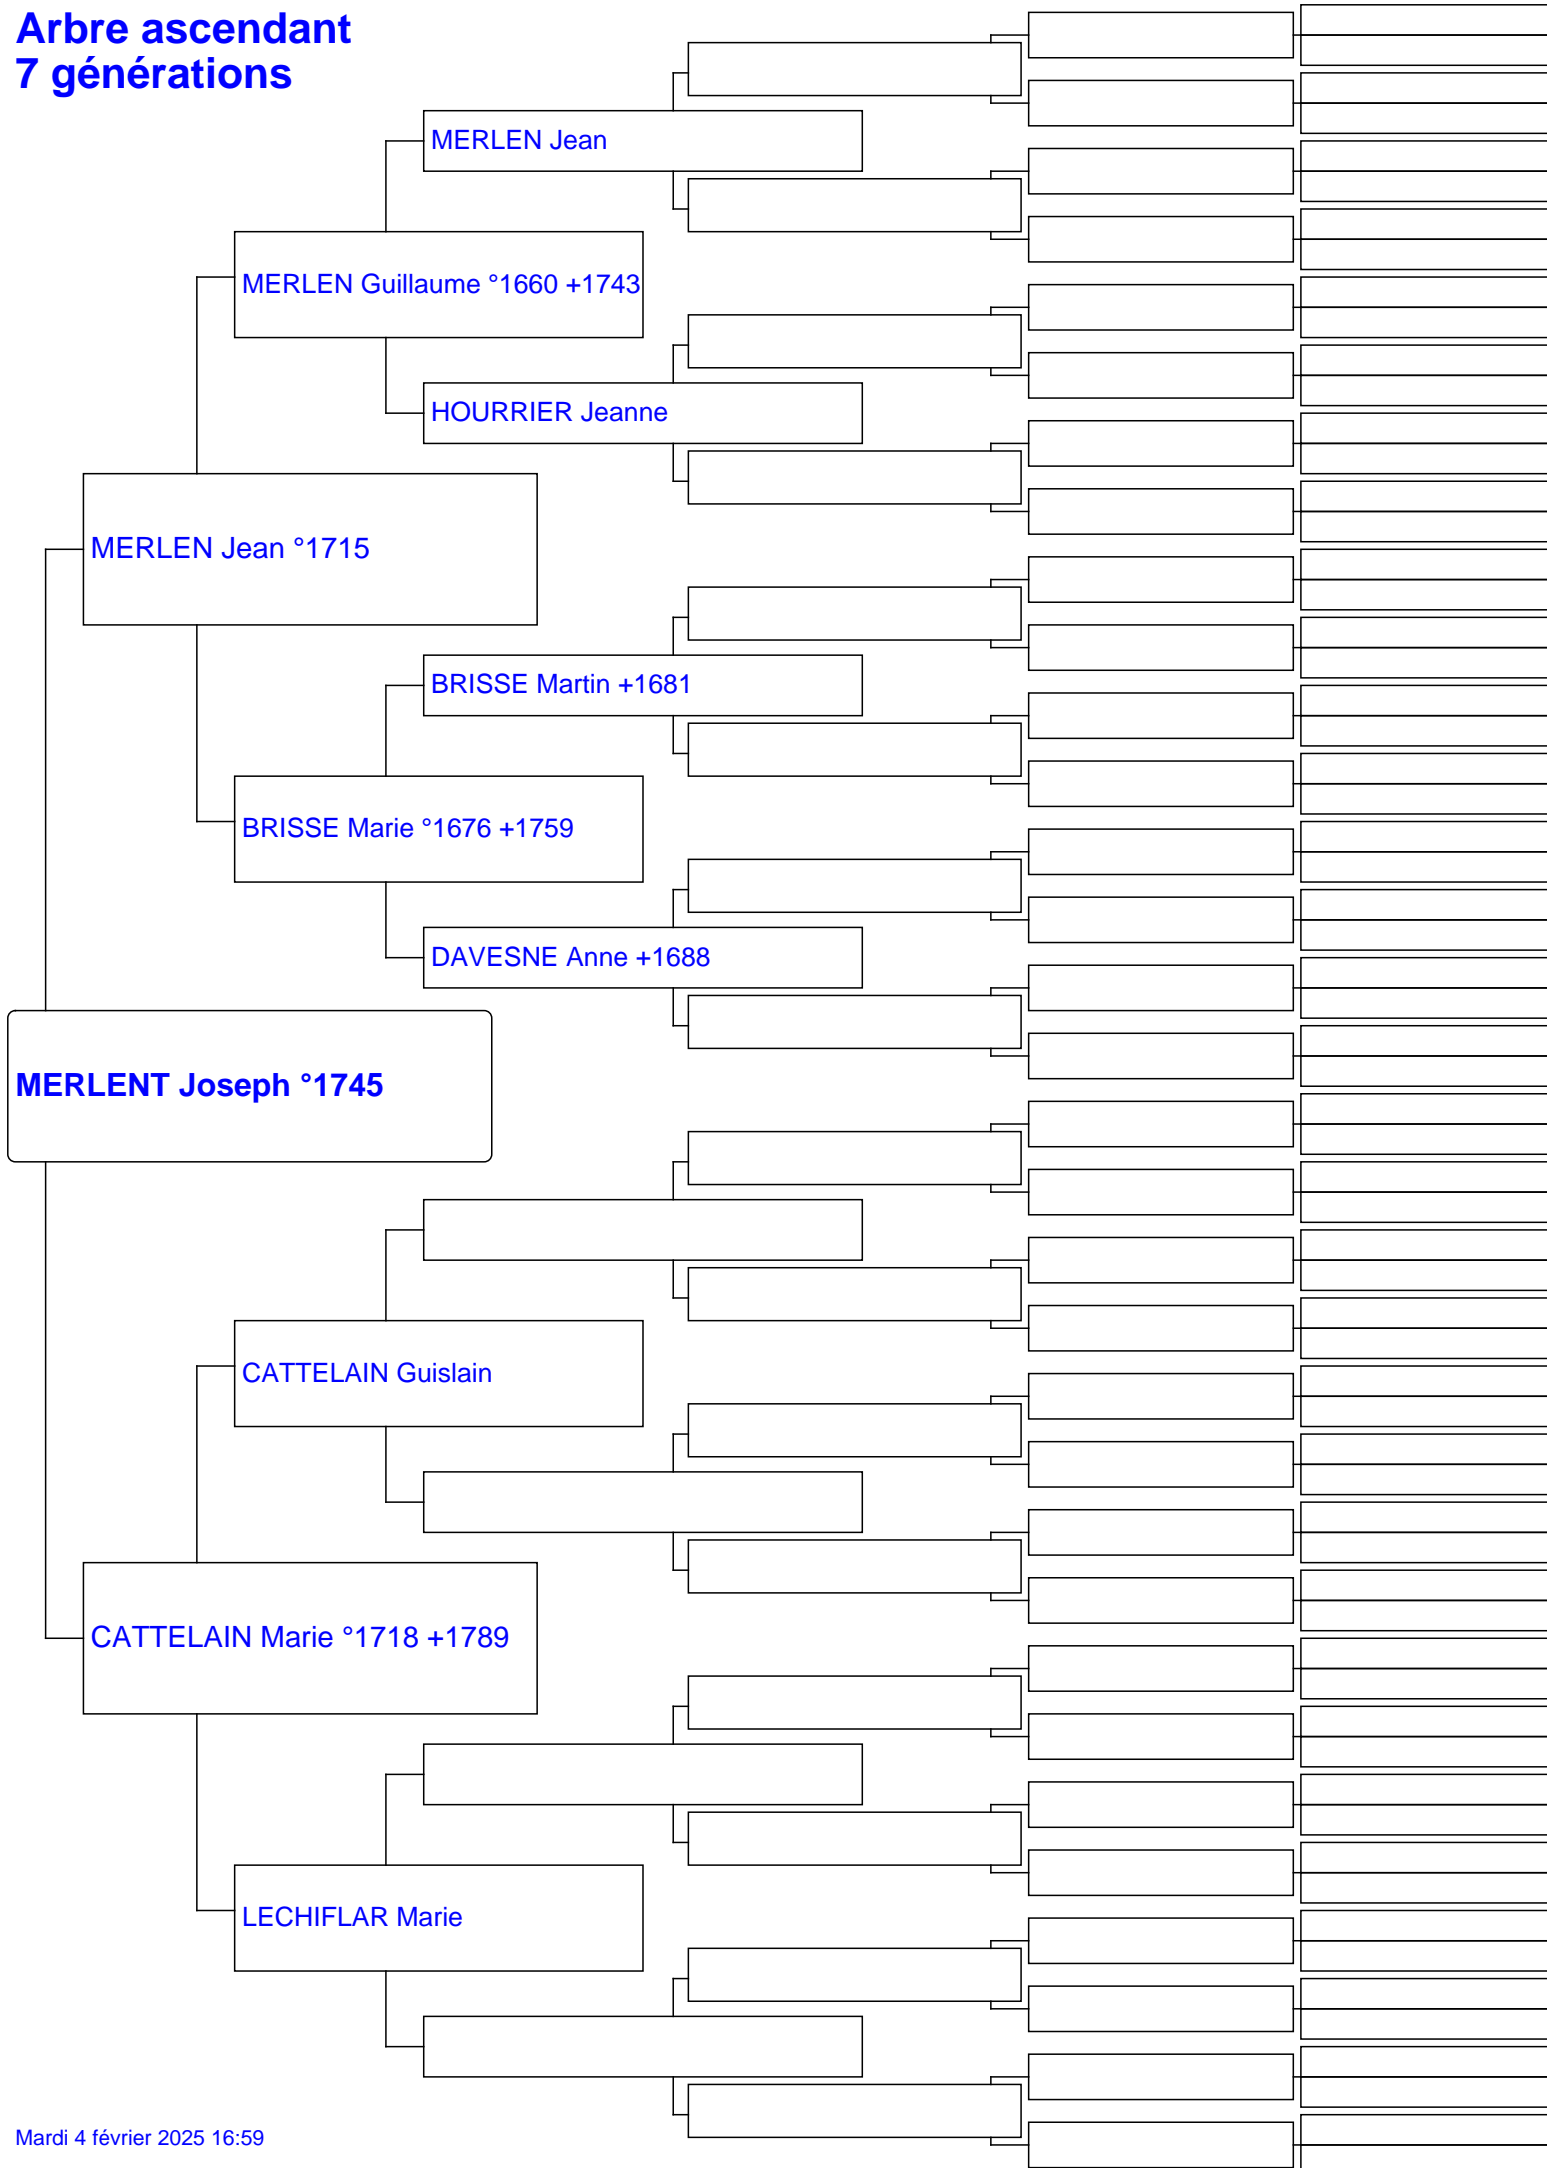 Arbre ascendant
7 générations
MERLEN Jean
MERLEN Guillaume °1660 +1743
HOURRIER Jeanne
MERLEN Jean °1715
BRISSE Martin +1681
BRISSE Marie °1676 +1759
DAVESNE Anne +1688
MERLENT Joseph °1745
CATTELAIN Guislain
CATTELAIN Marie °1718 +1789
LECHIFLAR Marie
Mardi 4 février 2025 16:59